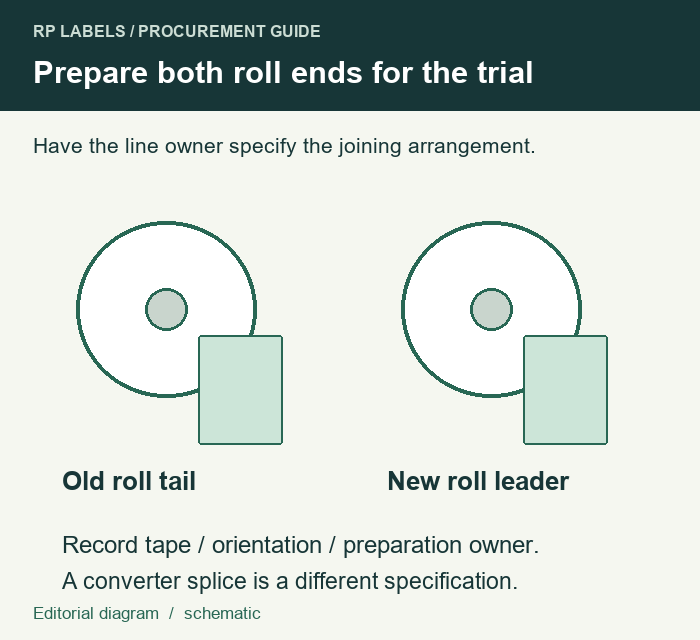 RP LABELS / PROCUREMENT GUIDE
Prepare both roll ends for the trial
Have the line owner specify the joining arrangement.
Old roll tail
New roll leader
Record tape / orientation / preparation owner.
A converter splice is a different specification.
Editorial diagram / schematic